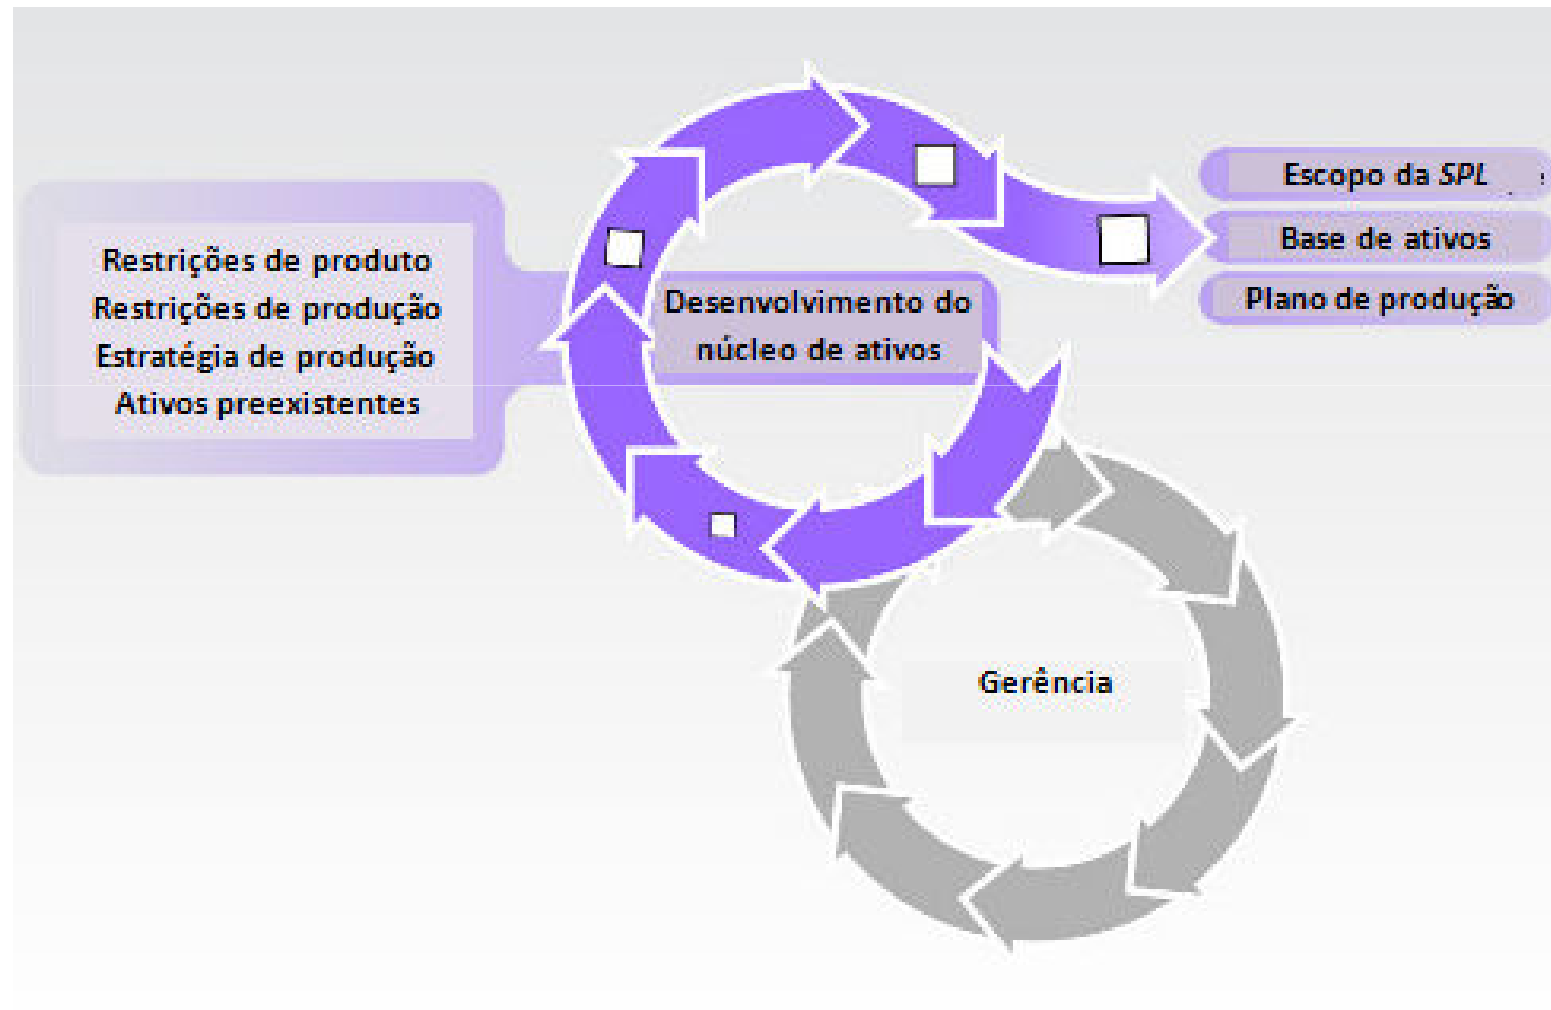 Restrições de produto
Restrições de produção
Estratégia de produção
Ativos preexistentes
Desenvolvimento do
núcleo de ativos
Escopo da SPL
Base de ativos
Plano de produção
Gerência